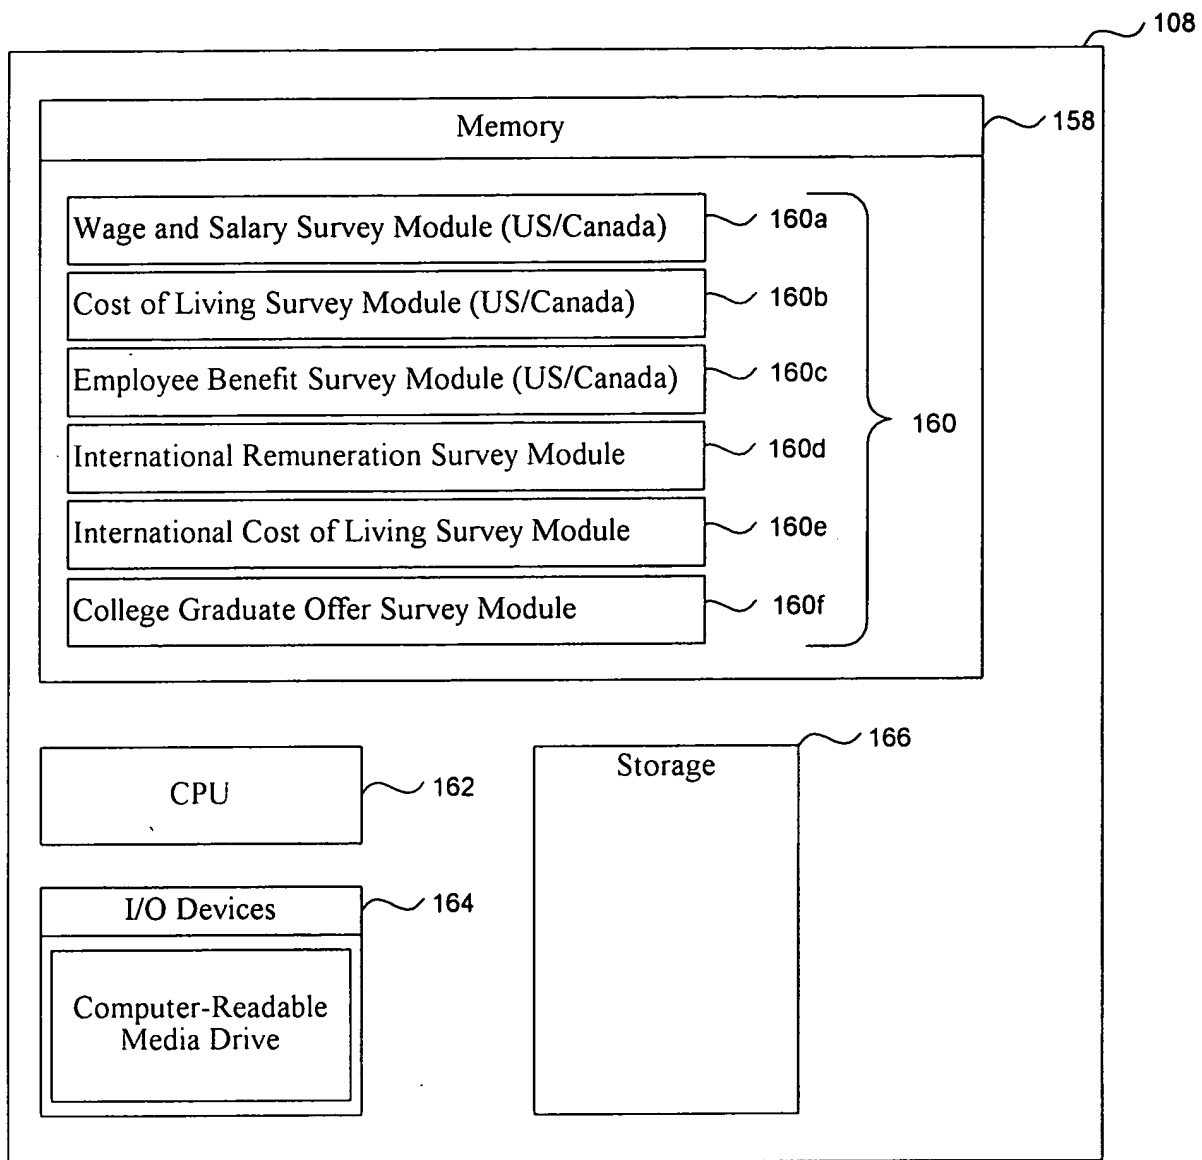 108
Memory
158
Wage and Salary Survey Module (US/Canada)
160a
Cost of Living Survey Module (US/Canada)
160b
Employee Benefit Survey Module (US/Canada)
160c
160
International Remuneration Survey Module
160d
International Cost of Living Survey Module
160e
College Graduate Offer Survey Module
160f
CPU
162
Storage
166
I/O Devices
164
Computer-Readable
Media Drive